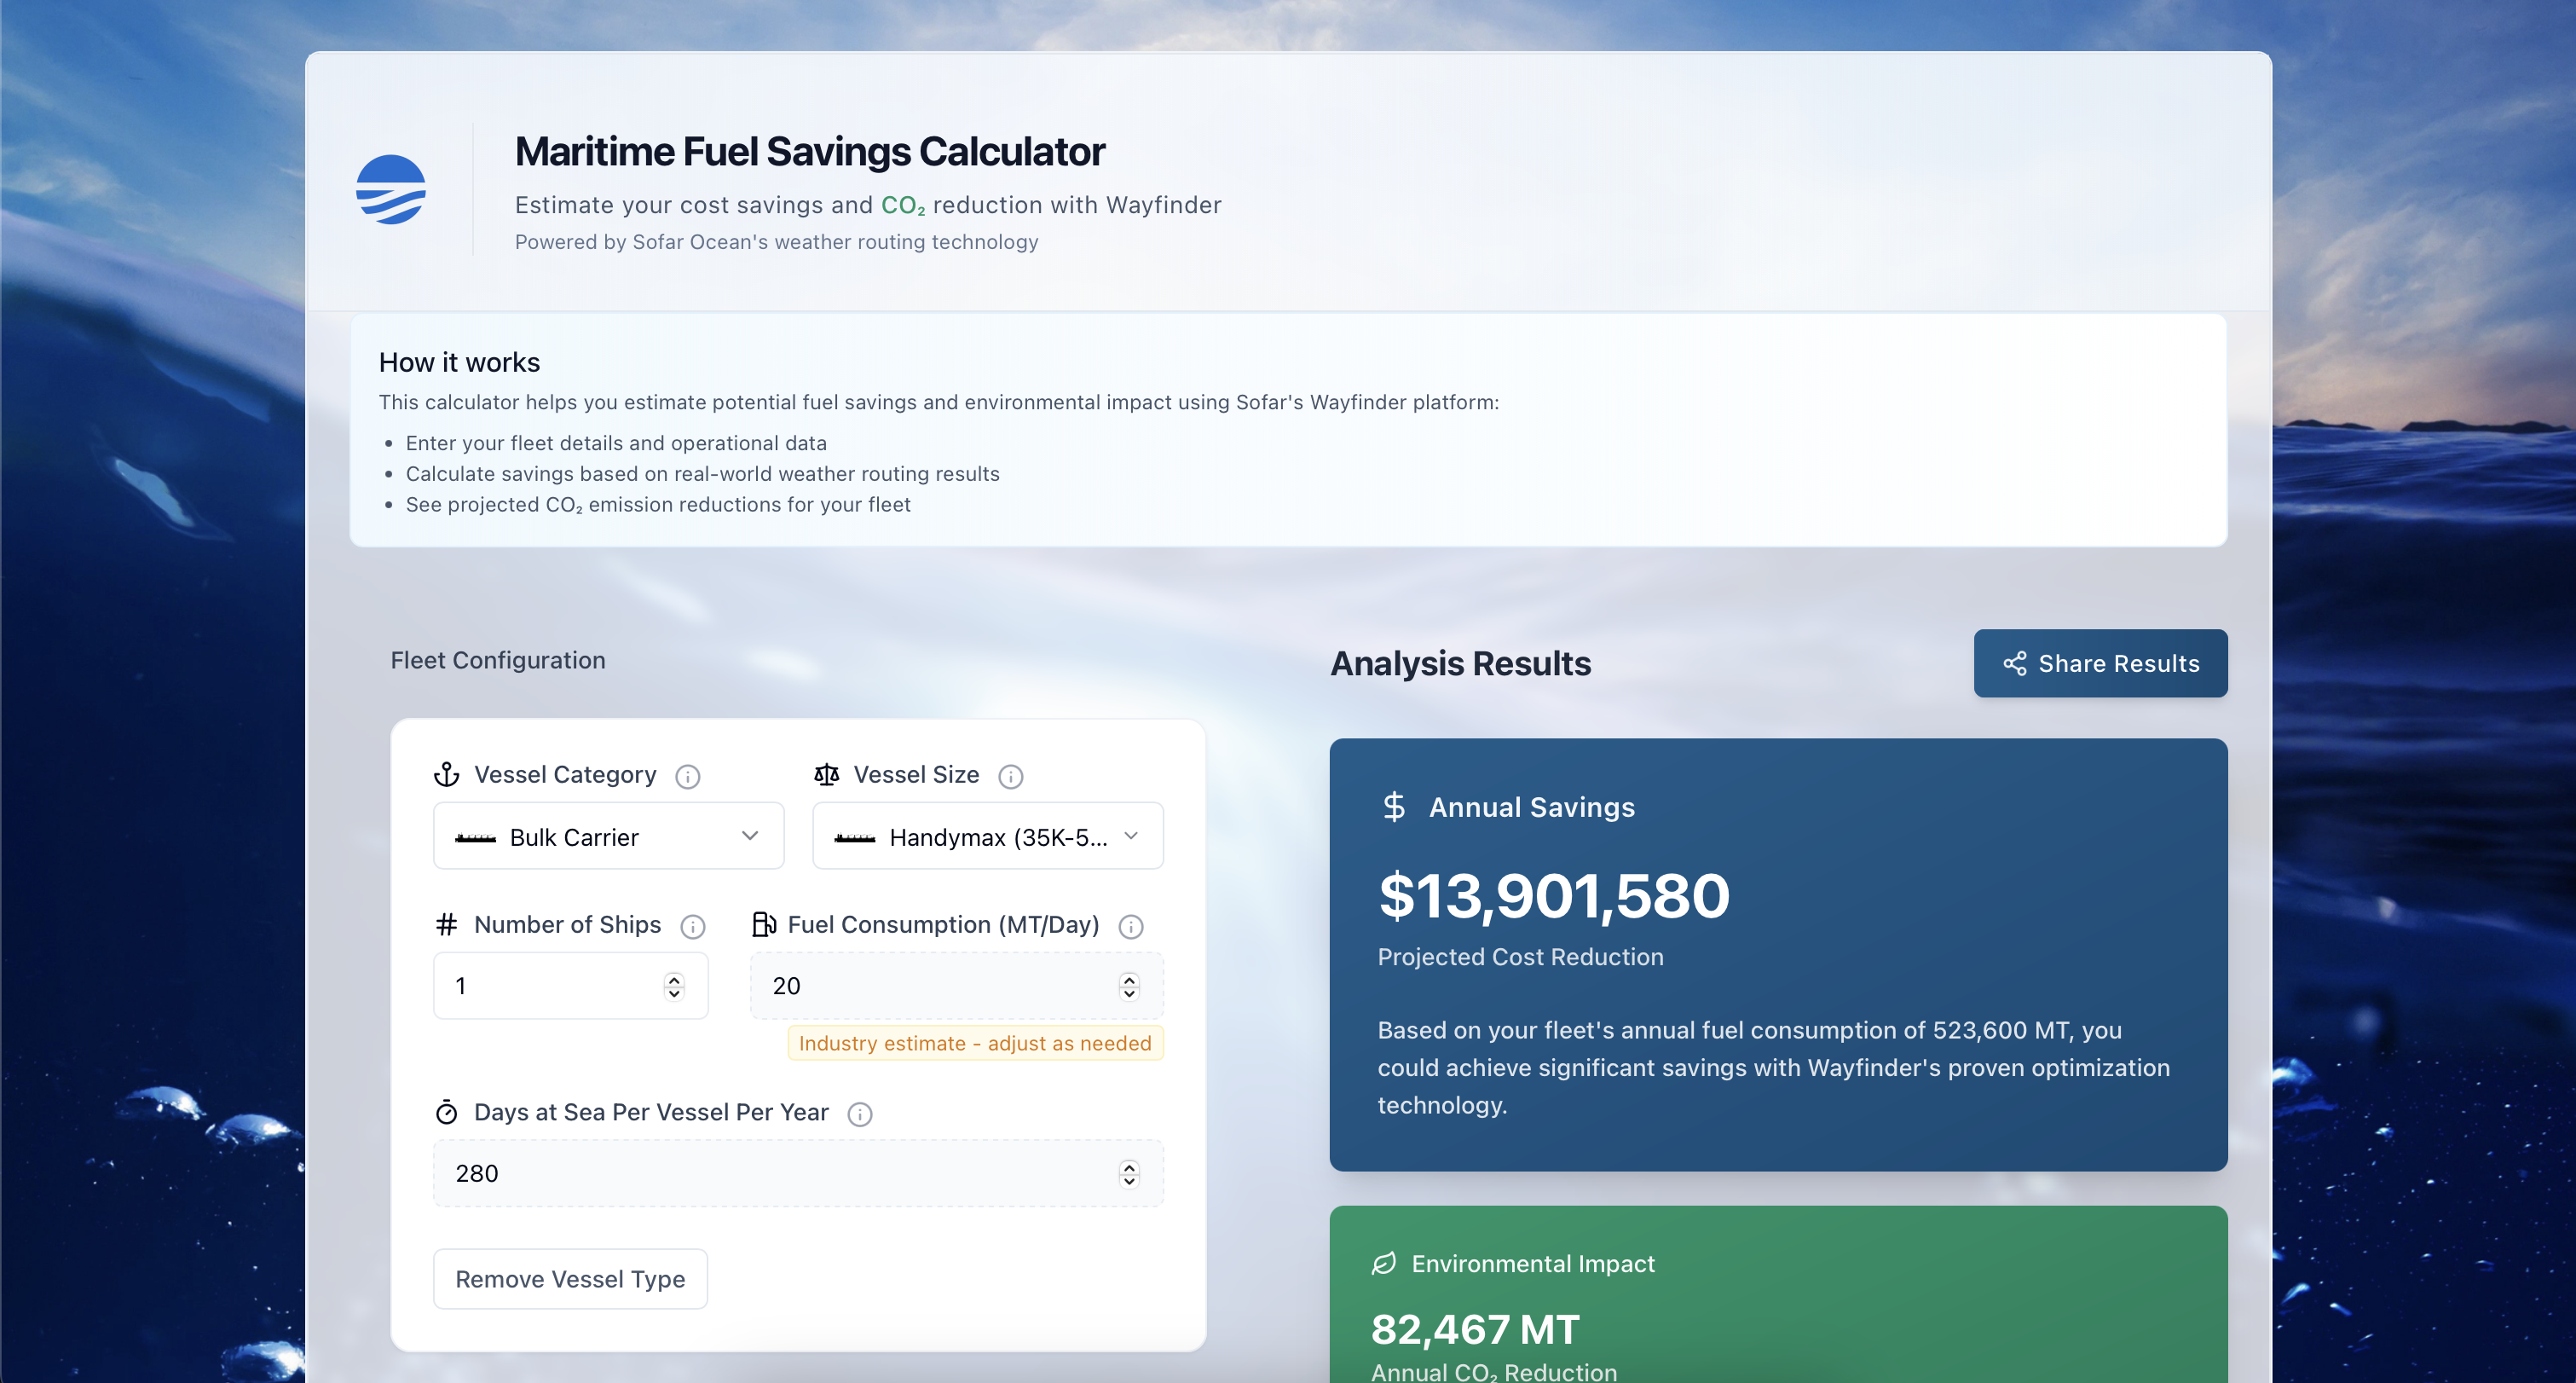 Maritime Fuel Savings Calculator
Estimate your cost savings and CO₂ reduction with Wayfinder
Powered by Sofar Ocean's weather routing technology
How it works
This calculator helps you estimate potential fuel savings and environmental impact using Sofar's Wayfinder platform:
• Enter your fleet details and operational data
• Calculate savings based on real-world weather routing results
• See projected CO₂ emission reductions for your fleet
Fleet Configuration
Vessel Category
Bulk Carrier
Vessel Size
Handymax (35K-5...
# Number of Ships
1
Fuel Consumption (MT/Day)
20
Industry estimate - adjust as needed
Days at Sea Per Vessel Per Year
280
Remove Vessel Type
Analysis Results
Share Results
$ Annual Savings
$13,901,580
Projected Cost Reduction
Based on your fleet's annual fuel consumption of 523,600 MT, you
could achieve significant savings with Wayfinder's proven optimization
technology.
Environmental Impact
82,467 MT
Annual CO₂ Reduction